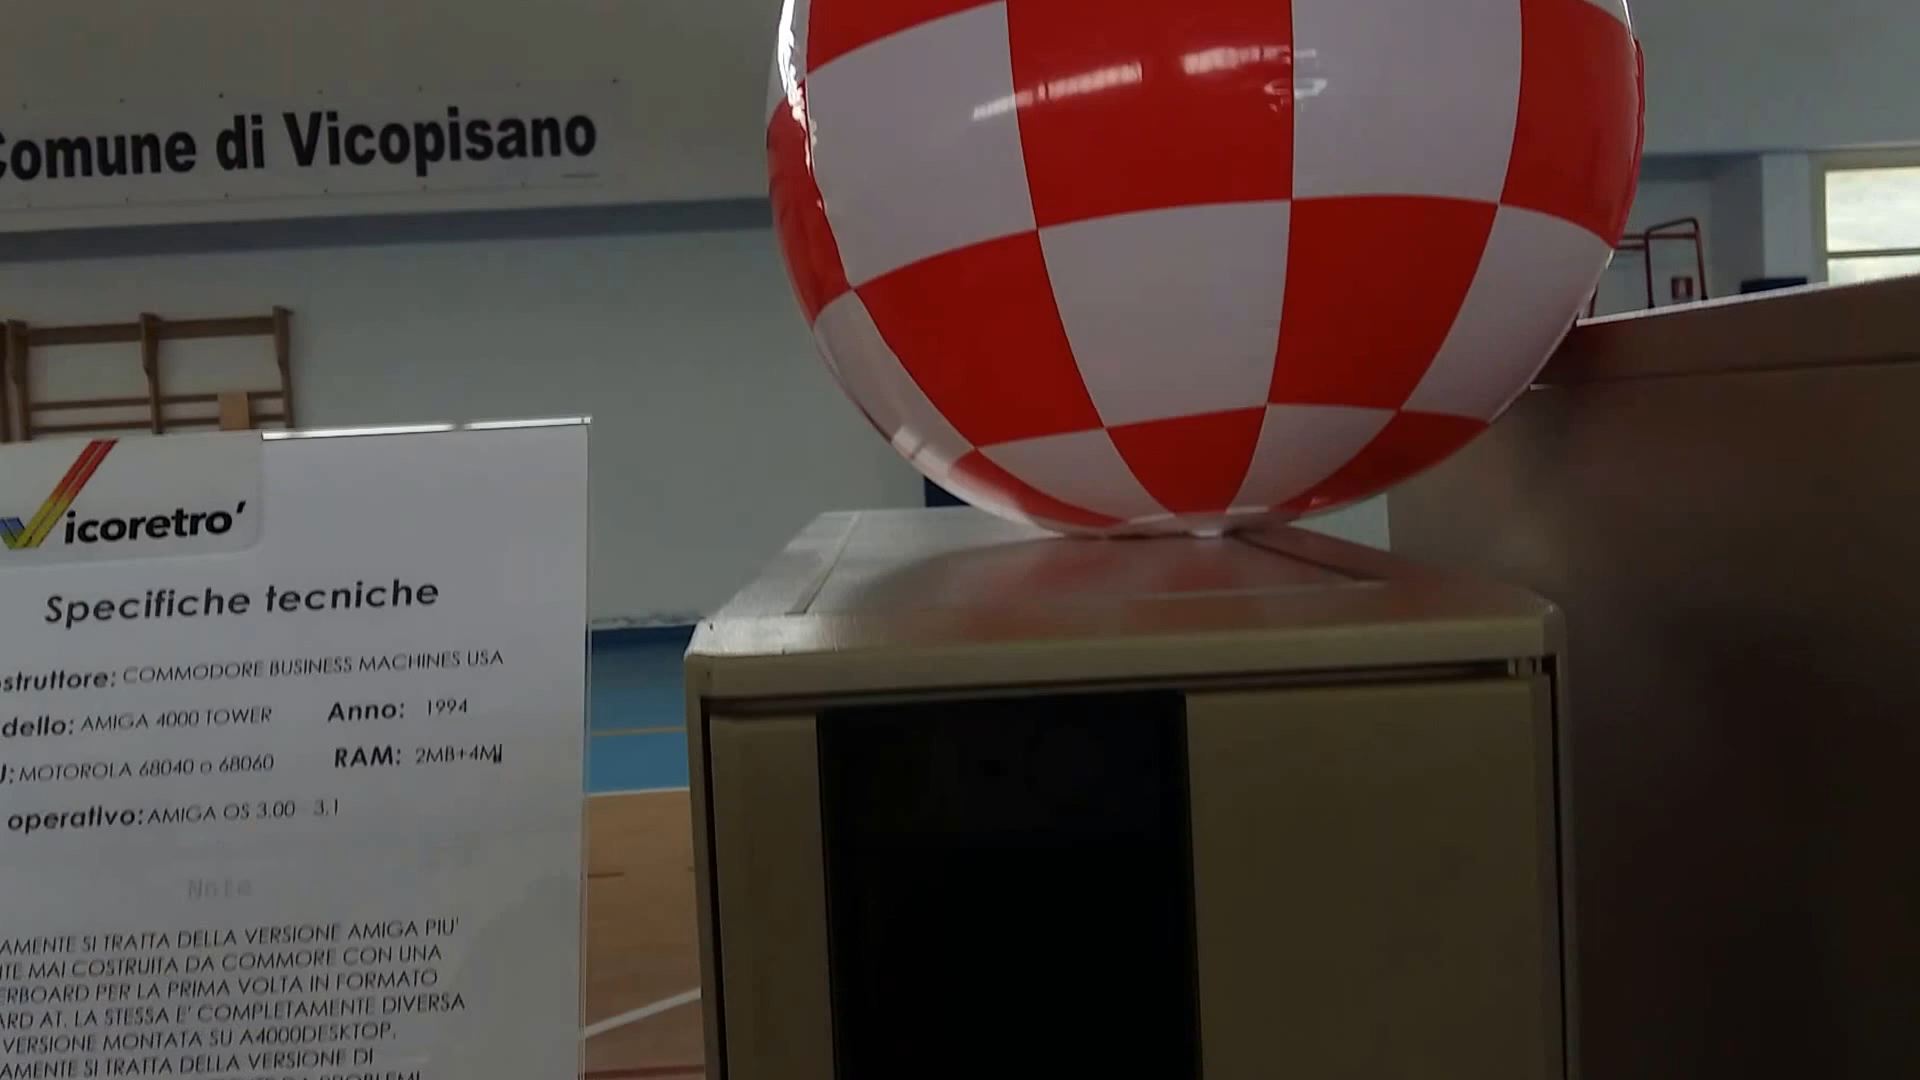 Comune di Vicopisano
Vicoretro'
Specifiche tecniche
struttore: COMMODORE BUSINESS MACHINES USA
dello: AMIGA 4000 TOWER Anno: 1994
U: MOTOROLA 68040 o 68060 RAM: 2MB+4M
operativo: AMIGA OS 3.00 3.1
Note
AMENTE SI TRATTA DELLA VERSIONE AMIGA PIU'
TE MAI COSTRUITA DA COMMORE CON UNA
ERBOARD PER LA PRIMA VOLTA IN FORMATO
ARD AT. LA STESSA E' COMPLETAMENTE DIVERSA
VERSIONE MONTATA SU A4000DESKTOP.
AMENTE SI TRATTA DELLA VERSIONE DI